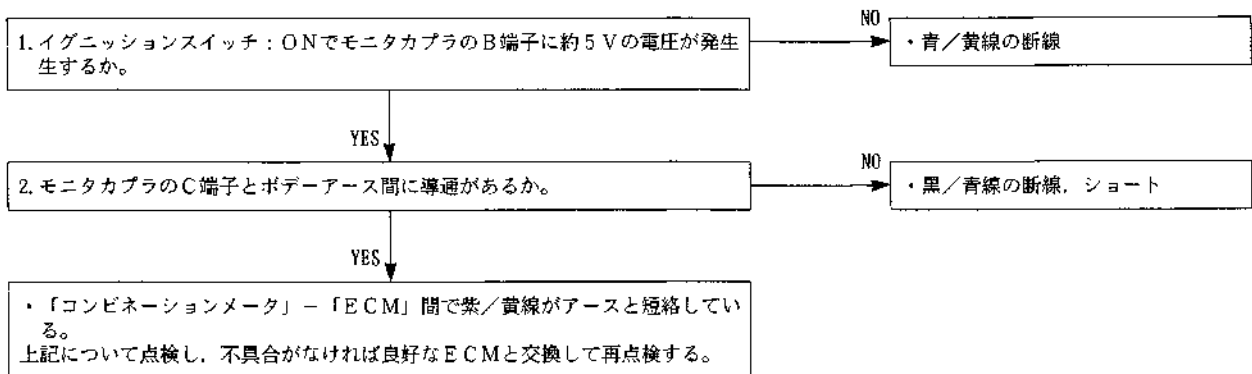 1. イグニッションスイッチ：ONでモニタカプラのB端子に約5Vの電圧が発生
生するか。
NO
・青／黄線の断線
YES
2. モニタカプラのC端子とボデーアース間に導通があるか。
NO
・黒／青線の断線，ショート
YES
・「コンビネーションメータ」－「ECM」間で紫／黄線がアースと短絡してい
る。
上記について点検し，不具合がなければ良好なECMと交換して再点検する。